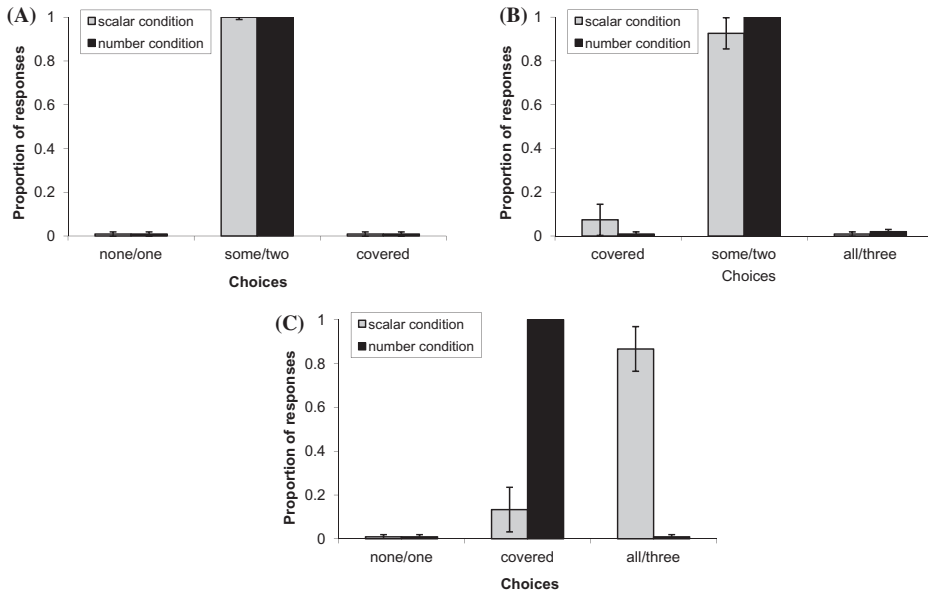 (A)
scalar condition
number condition
Proportion of responses
1
0.8
0.6
0.4
0.2
0
none/one some/two covered
Choices
(B)
scalar condition
number condition
Proportion of responses
1
0.8
0.6
0.4
0.2
0
covered some/two all/three
Choices
(C)
scalar condition
number condition
Proportion of responses
1
0.8
0.6
0.4
0.2
0
none/one covered all/three
Choices